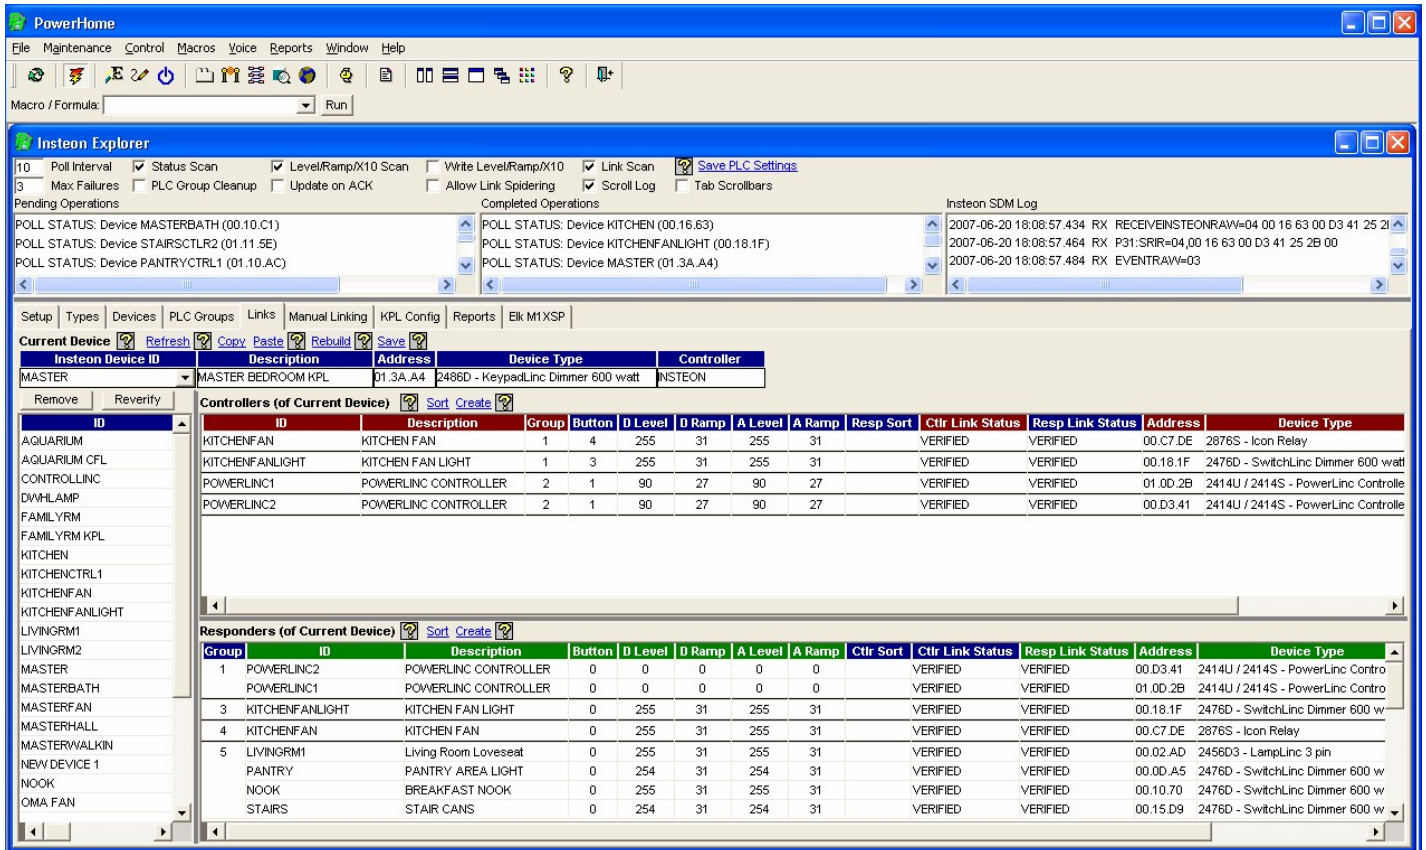 PowerHome
File Maintenance Control Macros Voice Reports Window Help
Macro / Formula: Run
Insteon Explorer
10 Poll Interval Status Scan Level/Ramp/X10 Scan Write Level/Ramp/X10 Link Scan Save PLC Settings
3 Max Failures PLC Group Cleanup Update on ACK Allow Link Spidering Scroll Log Tab Scrollbars
Pending Operations Completed Operations Insteon SDM Log
POLL STATUS: Device MASTERBATH (00.10.C1) POLL STATUS: Device KITCHEN (00.16.63) 2007-06-20 18:08:57.434 RX RECEIVEINSTEONRAW=04 00 16 63 00 D3 41 25
POLL STATUS: Device STAIRSCTLR2 (01.11.5E) POLL STATUS: Device KITCHENFANLIGHT (00.18.1F) 2007-06-20 18:08:57.464 RX P31:SRIR=04,00 16 63 00 D3 41 25 2B 00
POLL STATUS: Device PANTRYCTRL1 (01.10.AC) POLL STATUS: Device MASTER (01.3A.A4) 2007-06-20 18:08:57.484 RX EVENTRAW=03
Setup Types Devices PLC Groups Links Manual Linking KPL Config Reports Elk M1XSP
Current Device Refresh Copy Paste Rebuild Save
Insteon Device ID Description Address Device Type Controller
MASTER MASTER BEDROOM KPL 01.3A.A4 2486D - KeypadLinc Dimmer 600 watt INSTEON
Remove Reverify
ID
AQUARIUM
AQUARIUM CFL
CONTROLLINC
DWHLAMP
FAMILYRM
FAMILYRM KPL
KITCHEN
KITCHENCTRL1
KITCHENFAN
KITCHENFANLIGHT
LIVINGRM1
LIVINGRM2
MASTER
MASTERBATH
MASTERFAN
MASTERHALL
MASTERWALKIN
NEW DEVICE 1
NOOK
OMA FAN
Controllers (of Current Device) Sort Create
ID Description Group Button D Level D Ramp A Level A Ramp Resp Sort Ctlr Link Status Resp Link Status Address Device Type
KITCHENFAN KITCHEN FAN 1 4 255 31 255 31 VERIFIED VERIFIED 00.C7.DE 2876S - Icon Relay
KITCHENFANLIGHT KITCHEN FAN LIGHT 1 3 255 31 255 31 VERIFIED VERIFIED 00.18.1F 2476D - SwitchLinc Dimmer 600 watt
POWERLINC1 POWERLINC CONTROLLER 2 1 90 27 90 27 VERIFIED VERIFIED 01.0D.2B 2414U / 2414S - PowerLinc Controlle
POWERLINC2 POWERLINC CONTROLLER 2 1 90 27 90 27 VERIFIED VERIFIED 00.D3.41 2414U / 2414S - PowerLinc Controlle
Responders (of Current Device) Sort Create
Group ID Description Button D Level D Ramp A Level A Ramp Ctlr Sort Ctlr Link Status Resp Link Status Address Device Type
1 POWERLINC2 POWERLINC CONTROLLER 0 0 0 0 0 VERIFIED VERIFIED 00.D3.41 2414U / 2414S - PowerLinc Contro
POWERLINC1 POWERLINC CONTROLLER 0 0 0 0 0 VERIFIED VERIFIED 01.0D.2B 2414U / 2414S - PowerLinc Contro
3 KITCHENFANLIGHT KITCHEN FAN LIGHT 0 255 31 255 31 VERIFIED VERIFIED 00.18.1F 2476D - SwitchLinc Dimmer 600 w
4 KITCHENFAN KITCHEN FAN 0 255 31 255 31 VERIFIED VERIFIED 00.C7.DE 2876S - Icon Relay
5 LIVINGRM1 Living Room Loveseat 0 255 31 255 31 VERIFIED VERIFIED 00.02.AD 2456D3 - LampLinc 3 pin
PANTRY PANTRY AREA LIGHT 0 254 31 254 31 VERIFIED VERIFIED 00.0D.A5 2476D - SwitchLinc Dimmer 600 w
NOOK BREAKFAST NOOK 0 255 31 255 31 VERIFIED VERIFIED 00.10.70 2476D - SwitchLinc Dimmer 600 w
STAIRS STAIR CANS 0 254 31 254 31 VERIFIED VERIFIED 00.15.D9 2476D - SwitchLinc Dimmer 600 w